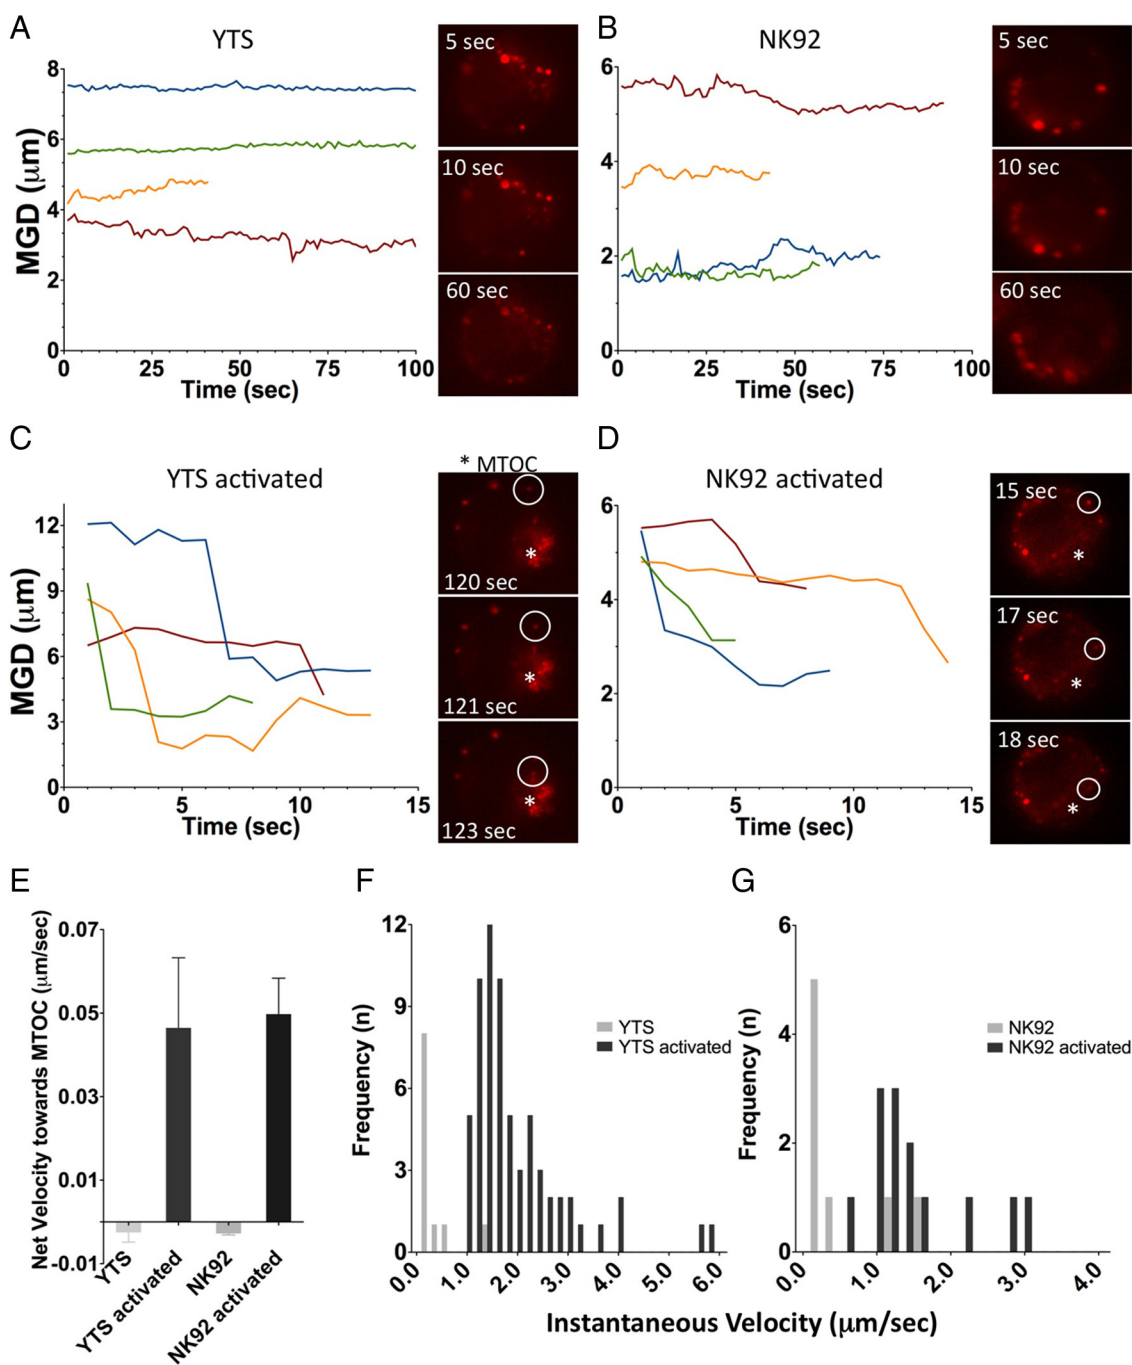 A
YTS
8
6
4
2
0
MGD (μm)
0 25 50 75 100
Time (sec)
5 sec
10 sec
60 sec
B
NK92
6
4
2
0
0 25 50 75 100
Time (sec)
5 sec
10 sec
60 sec
C
YTS activated
12
9
6
3
0
MGD (μm)
0 5 10 15
Time (sec)
* MTOC
*
120 sec
*
121 sec
*
123 sec
D
NK92 activated
6
4
2
0
0 5 10 15
Time (sec)
15 sec
*
17 sec
*
18 sec
*
E
Net Velocity towards MTOC (μm/sec)
0.07
0.05
0.03
0.01
-0.01
YTS
YTS activated
NK92
NK92 activated
F
Frequency (n)
12
9
6
3
0
YTS
YTS activated
0.0 1.0 2.0 3.0 4.0 5.0 6.0
G
Frequency (n)
6
4
2
0
NK92
NK92 activated
0.0 1.0 2.0 3.0 4.0
Instantaneous Velocity (μm/sec)